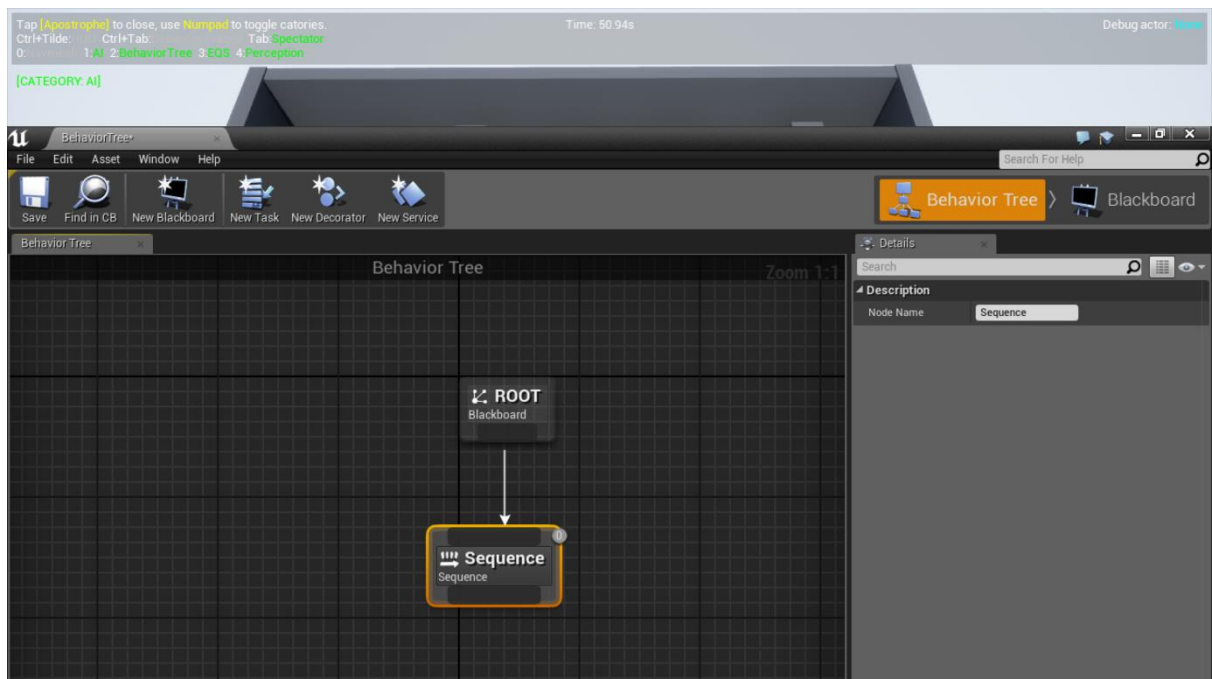 Tap [Apostrophe] to close, use Numpad to toggle catories.
Time: 50.94s
Debug actor: None
Ctrl+Tilde: Ctrl+Tab: Tab:Spectator
0: 1:AI 2:BehaviorTree 3:EQS 4:Perception
[CATEGORY: AI]
BehaviorTree*
File Edit Asset Window Help
Search For Help
Save Find in CB New Blackboard New Task New Decorator New Service
Behavior Tree Blackboard
Behavior Tree
Details
Behavior Tree
Zoom 1:1
Search
Description
Node Name Sequence
ROOT
Blackboard
0
Sequence
Sequence